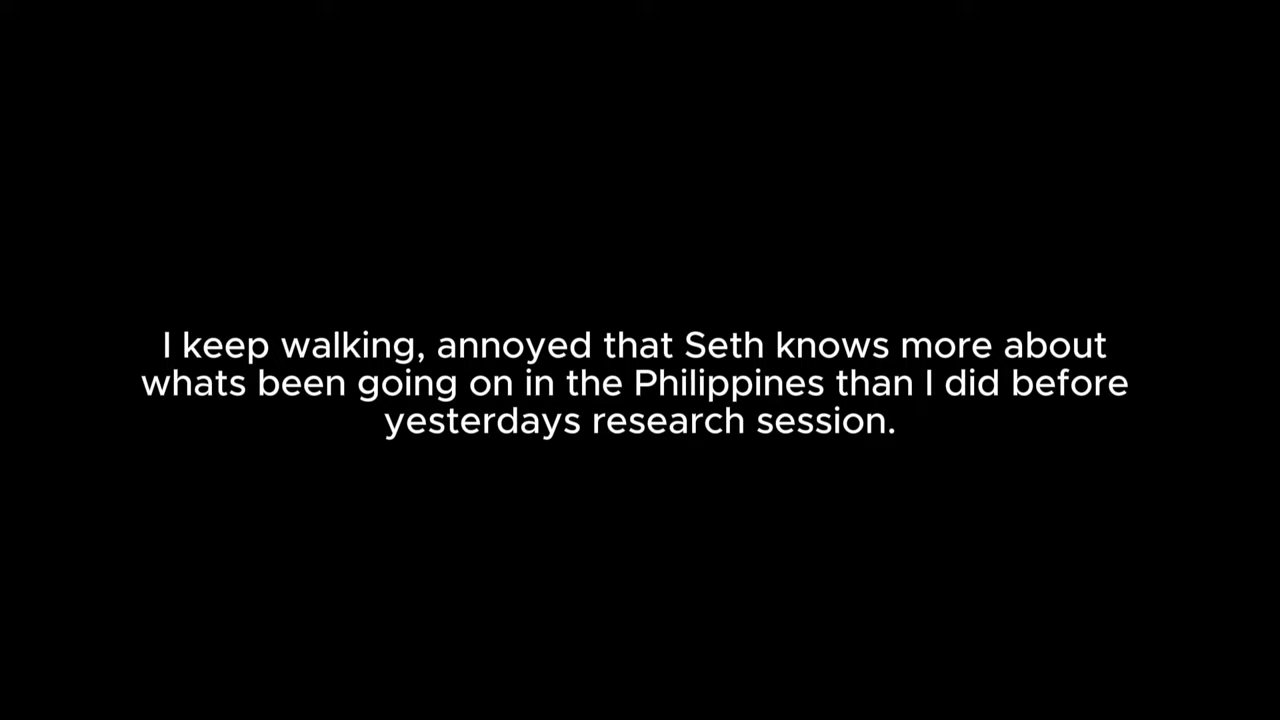 I keep walking, annoyed that Seth knows more about
whats been going on in the Philippines than I did before
yesterdays research session.